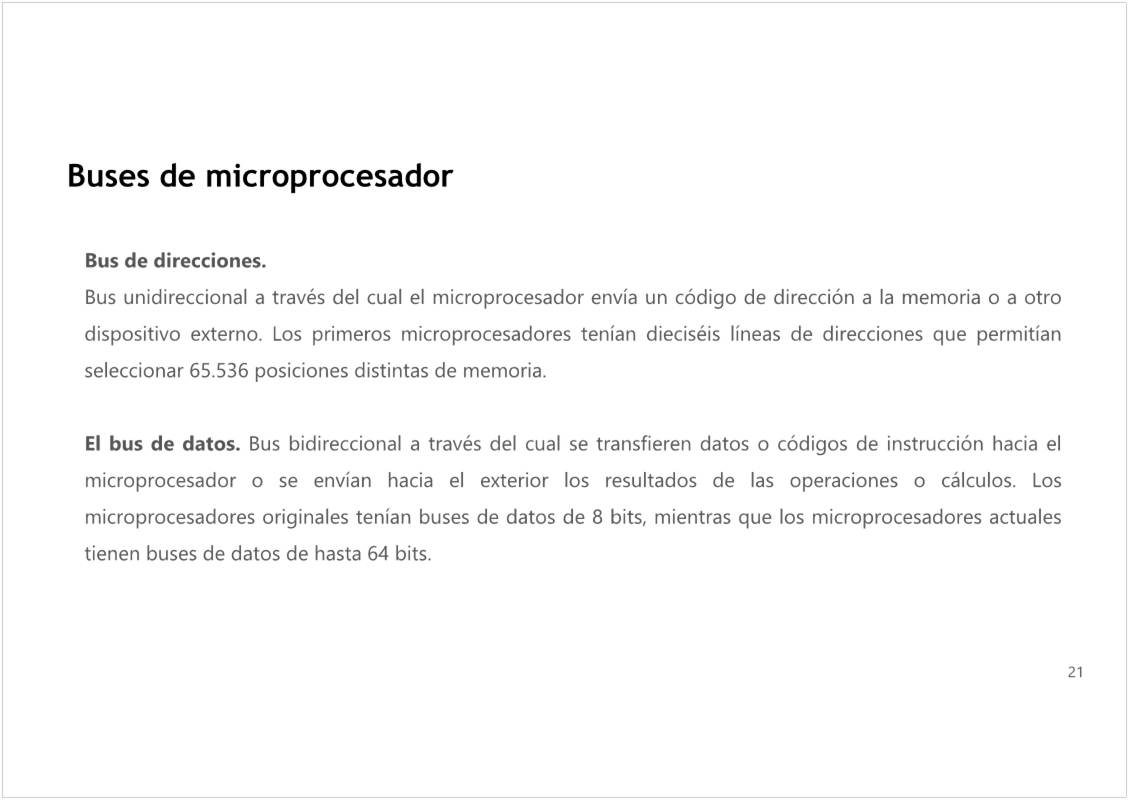 Buses de microprocesador
Bus de direcciones.
Bus unidireccional a través del cual el microprocesador envía un código de dirección a la memoria o a otro
dispositivo externo. Los primeros microprocesadores tenían dieciséis líneas de direcciones que permitían
seleccionar 65.536 posiciones distintas de memoria.
El bus de datos. Bus bidireccional a través del cual se transfieren datos o códigos de instrucción hacia el
microprocesador o se envían hacia el exterior los resultados de las operaciones o cálculos. Los
microprocesadores originales tenían buses de datos de 8 bits, mientras que los microprocesadores actuales
tienen buses de datos de hasta 64 bits.
21